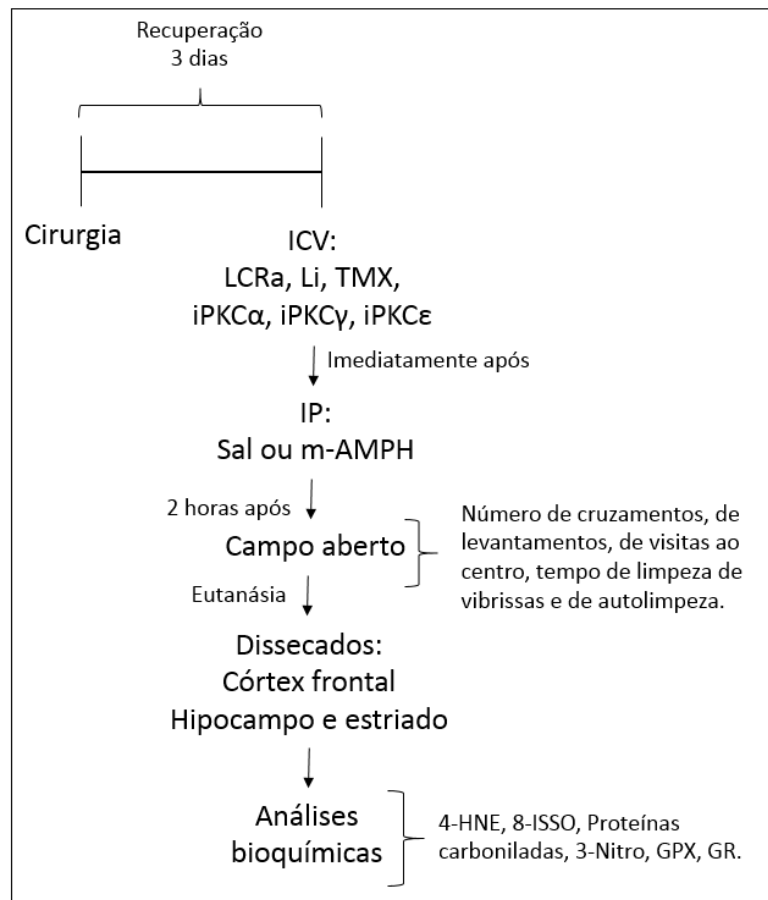 Recuperação
3 dias
Cirurgia
ICV:
LCRa, Li, TMX,
iPKCα, iPKCγ, iPKCε
Imediatamente após
IP:
Sal ou m-AMPH
2 horas após
Campo aberto
Número de cruzamentos, de
levantamentos, de visitas ao
centro, tempo de limpeza de
vibrissas e de autolimpeza.
Eutanásia
Dissecados:
Córtex frontal
Hipocampo e estriado
Análises
bioquímicas
4-HNE, 8-ISSO, Proteínas
carboniladas, 3-Nitro, GPX, GR.